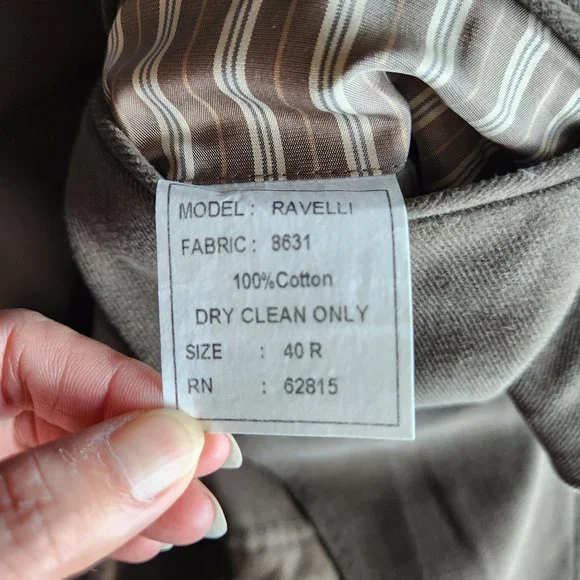 MODEL: RAVELLI
FABRIC: 8631
100%Cotton
DRY CLEAN ONLY
SIZE : 40 R
RN : 62815